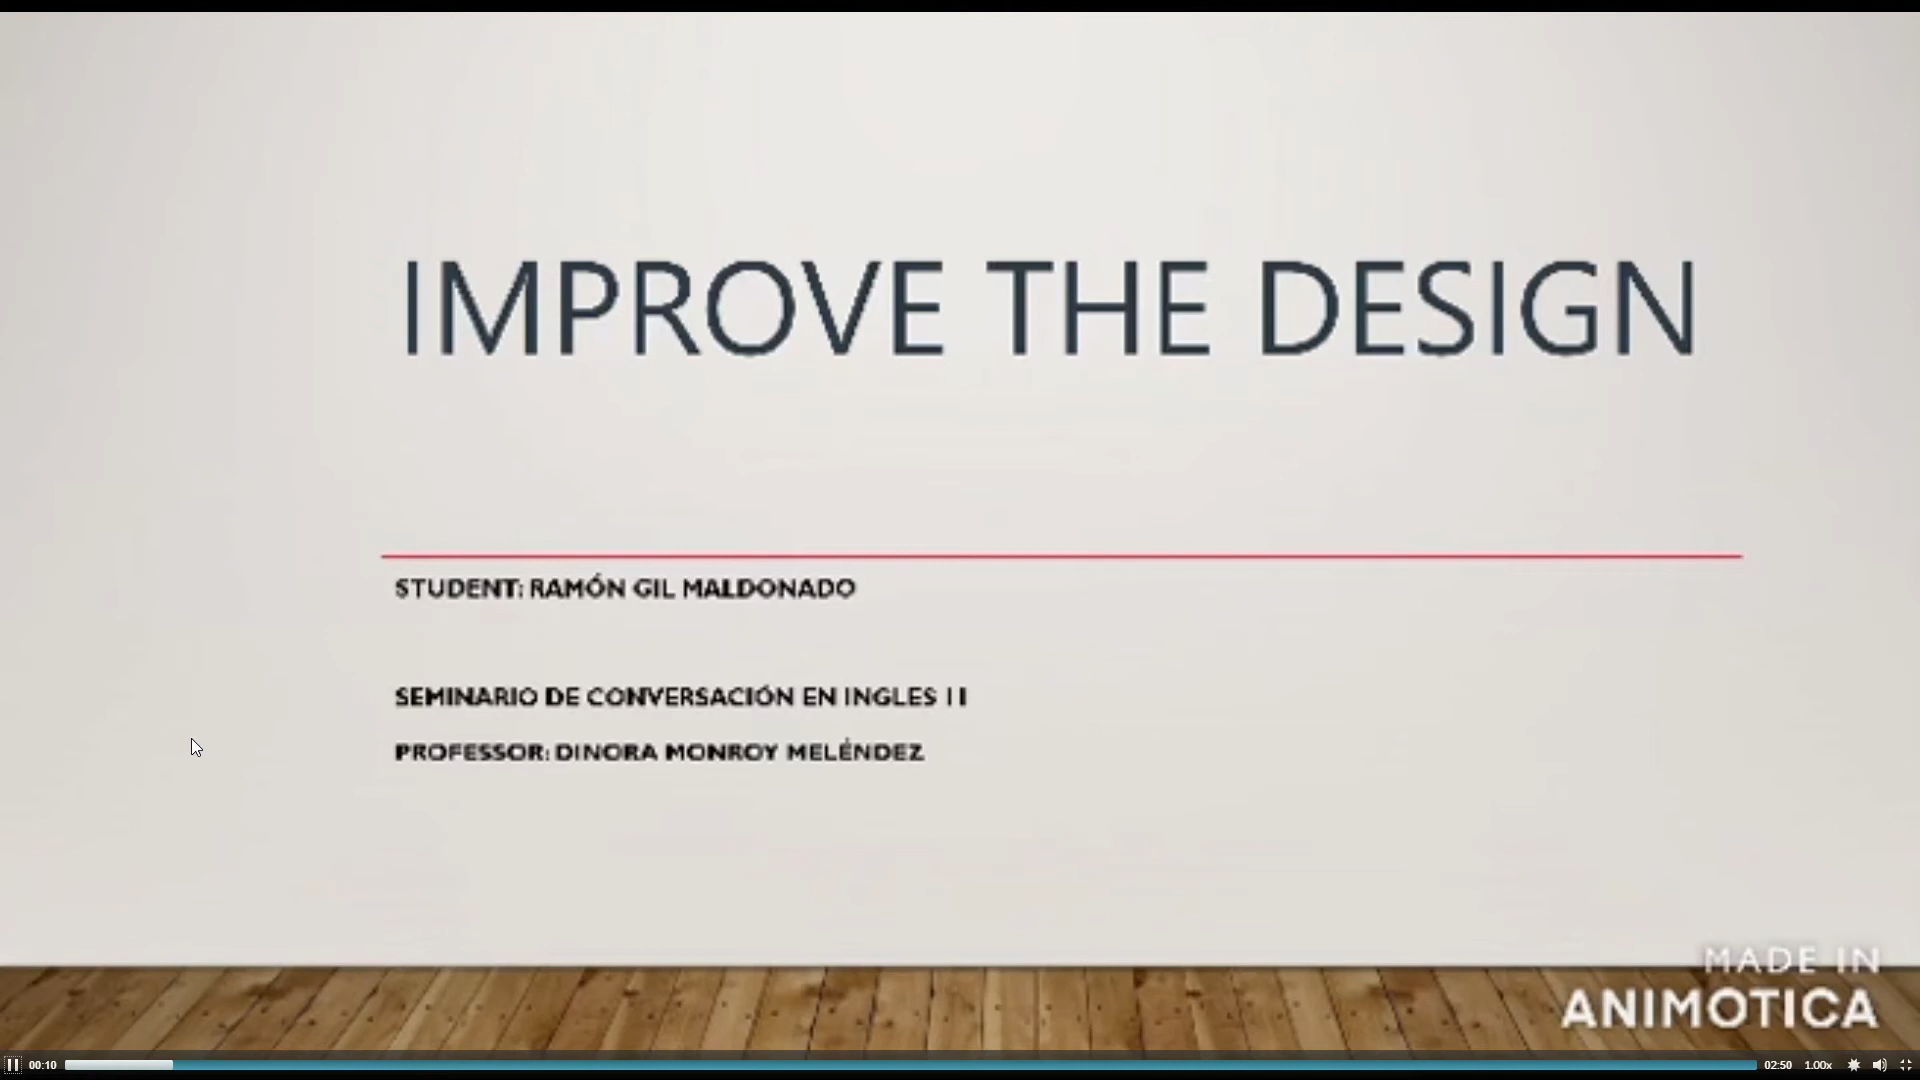 IMPROVE THE DESIGN
STUDENT: RAMÓN GIL MALDONADO
SEMINARIO DE CONVERSACIÓN EN INGLES 11
PROFESSOR: DINORA MONROY MELÉNDEZ
MADE IN
ANIMOTICA
00:10
02:50
1.00x